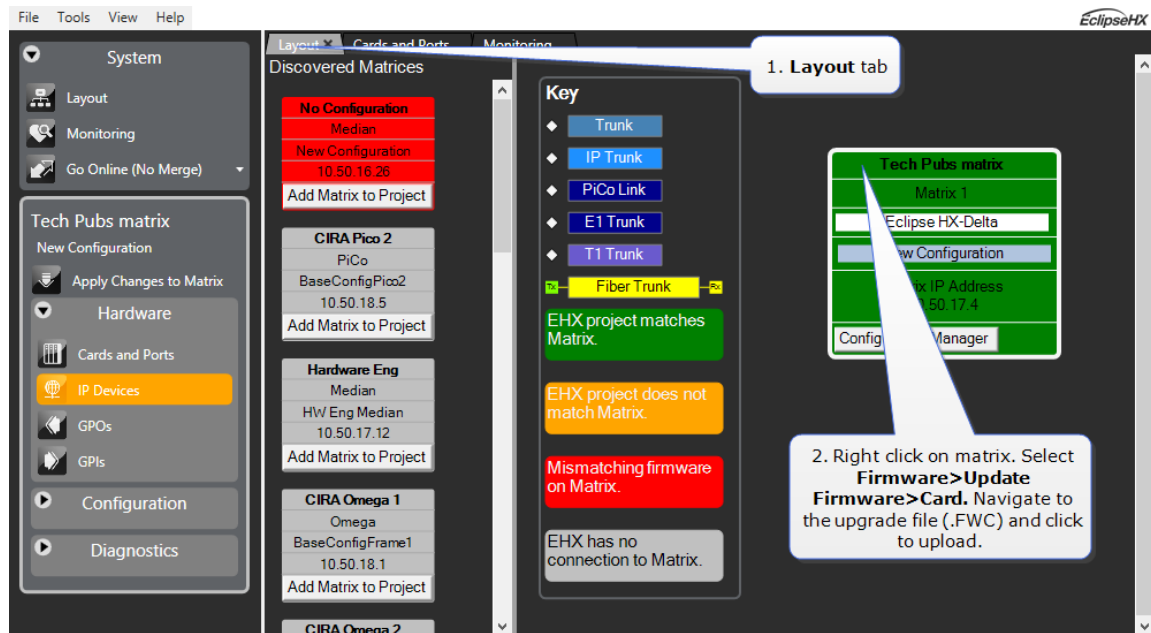 File Tools View Help
EclipseHX
System
Layout
Monitoring
Go Online (No Merge)
Tech Pubs matrix
New Configuration
Apply Changes to Matrix
Hardware
Cards and Ports
IP Devices
GPOs
GPIs
Configuration
Diagnostics
Layout Cards and Ports Monitoring
Discovered Matrices
No Configuration
Median
New Configuration
10.50.16.26
Add Matrix to Project
CIRA Pico 2
PiCo
BaseConfigPico2
10.50.18.5
Add Matrix to Project
Hardware Eng
Median
HW Eng Median
10.50.17.12
Add Matrix to Project
CIRA Omega 1
Omega
BaseConfigFrame1
10.50.18.1
Add Matrix to Project
CIRA Omega 2
Key
Trunk
IP Trunk
PiCo Link
E1 Trunk
T1 Trunk
Tx Fiber Trunk Rx
EHX project matches
Matrix.
EHX project does not
match Matrix.
Mismatching firmware
on Matrix.
EHX has no
connection to Matrix.
1. Layout tab
Tech Pubs matrix
Matrix 1
Eclipse HX-Delta
ew Configuration
ix IP Address
.50.17.4
Config Manager
2. Right click on matrix. Select
Firmware>Update
Firmware>Card. Navigate to
the upgrade file (.FWC) and click
to upload.